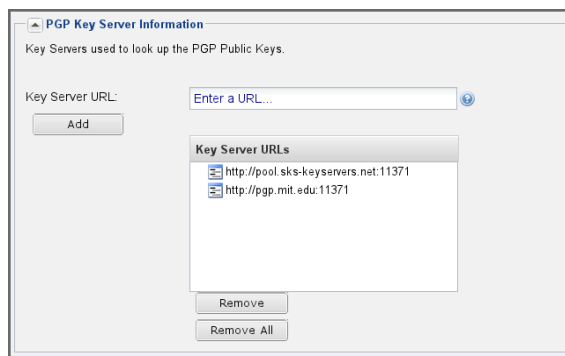 PGP Key Server Information
Key Servers used to look up the PGP Public Keys.
Key Server URL:
Enter a URL...
Add
Key Server URLs
http://pool.sks-keyservers.net:11371
http://pgp.mit.edu:11371
Remove
Remove All